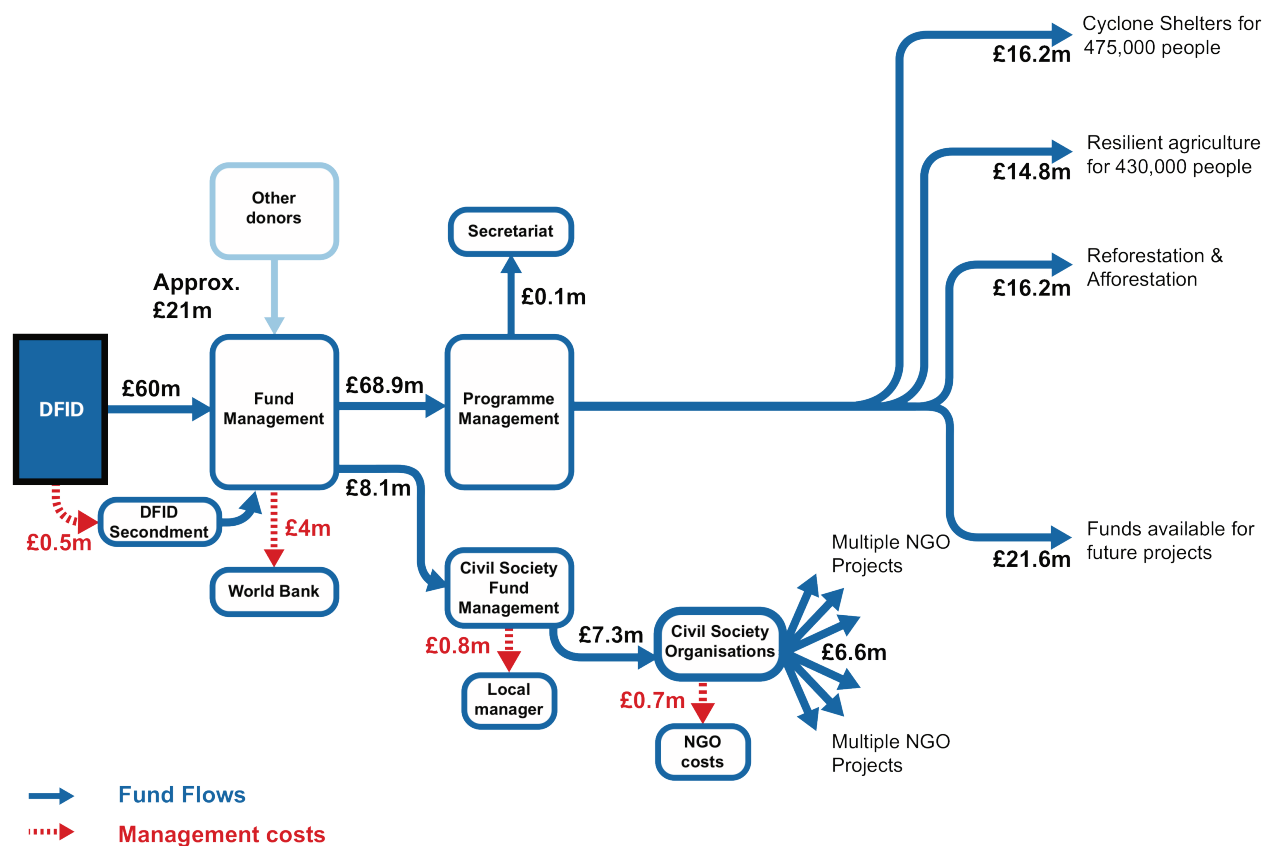 Cyclone Shelters for
475,000 people
£16.2m
Resilient agriculture
for 430,000 people
£14.8m
Other
donors
Secretariat
Reforestation &
Afforestation
£16.2m
Approx.
£21m
£0.1m
DFID
£60m
Fund
Management
£68.9m
Programme
Management
£8.1m
DFID
Secondment
£0.5m
£4m
World Bank
Funds available for
future projects
£21.6m
Multiple NGO
Projects
Civil Society
Fund
Management
£0.8m
Local
manager
£7.3m
Civil Society
Organisations
£6.6m
£0.7m
NGO
costs
Multiple NGO
Projects
Fund Flows
Management costs